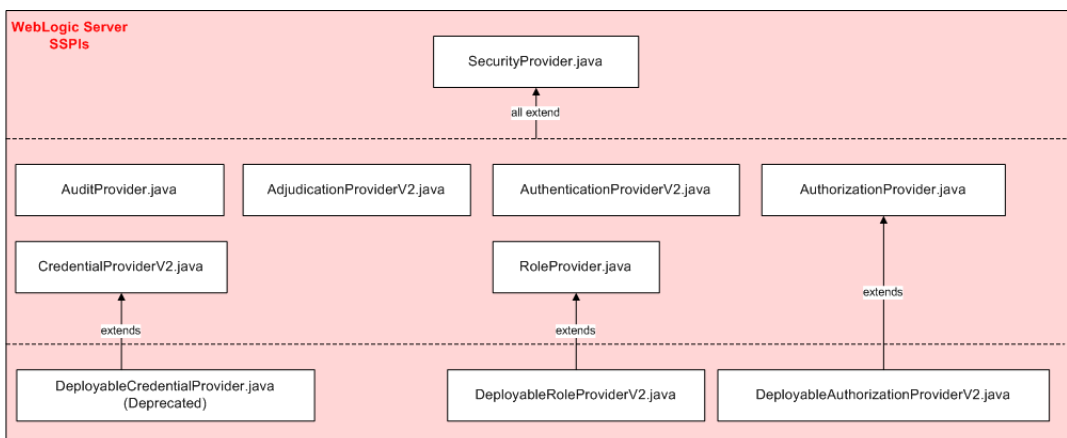 WebLogic Server
SSPIs
SecurityProvider.java
all extend
AuditProvider.java
AdjudicationProviderV2.java
AuthenticationProviderV2.java
AuthorizationProvider.java
CredentialProviderV2.java
RoleProvider.java
extends
extends
extends
DeployableCredentialProvider.java
(Deprecated)
DeployableRoleProviderV2.java
DeployableAuthorizationProviderV2.java